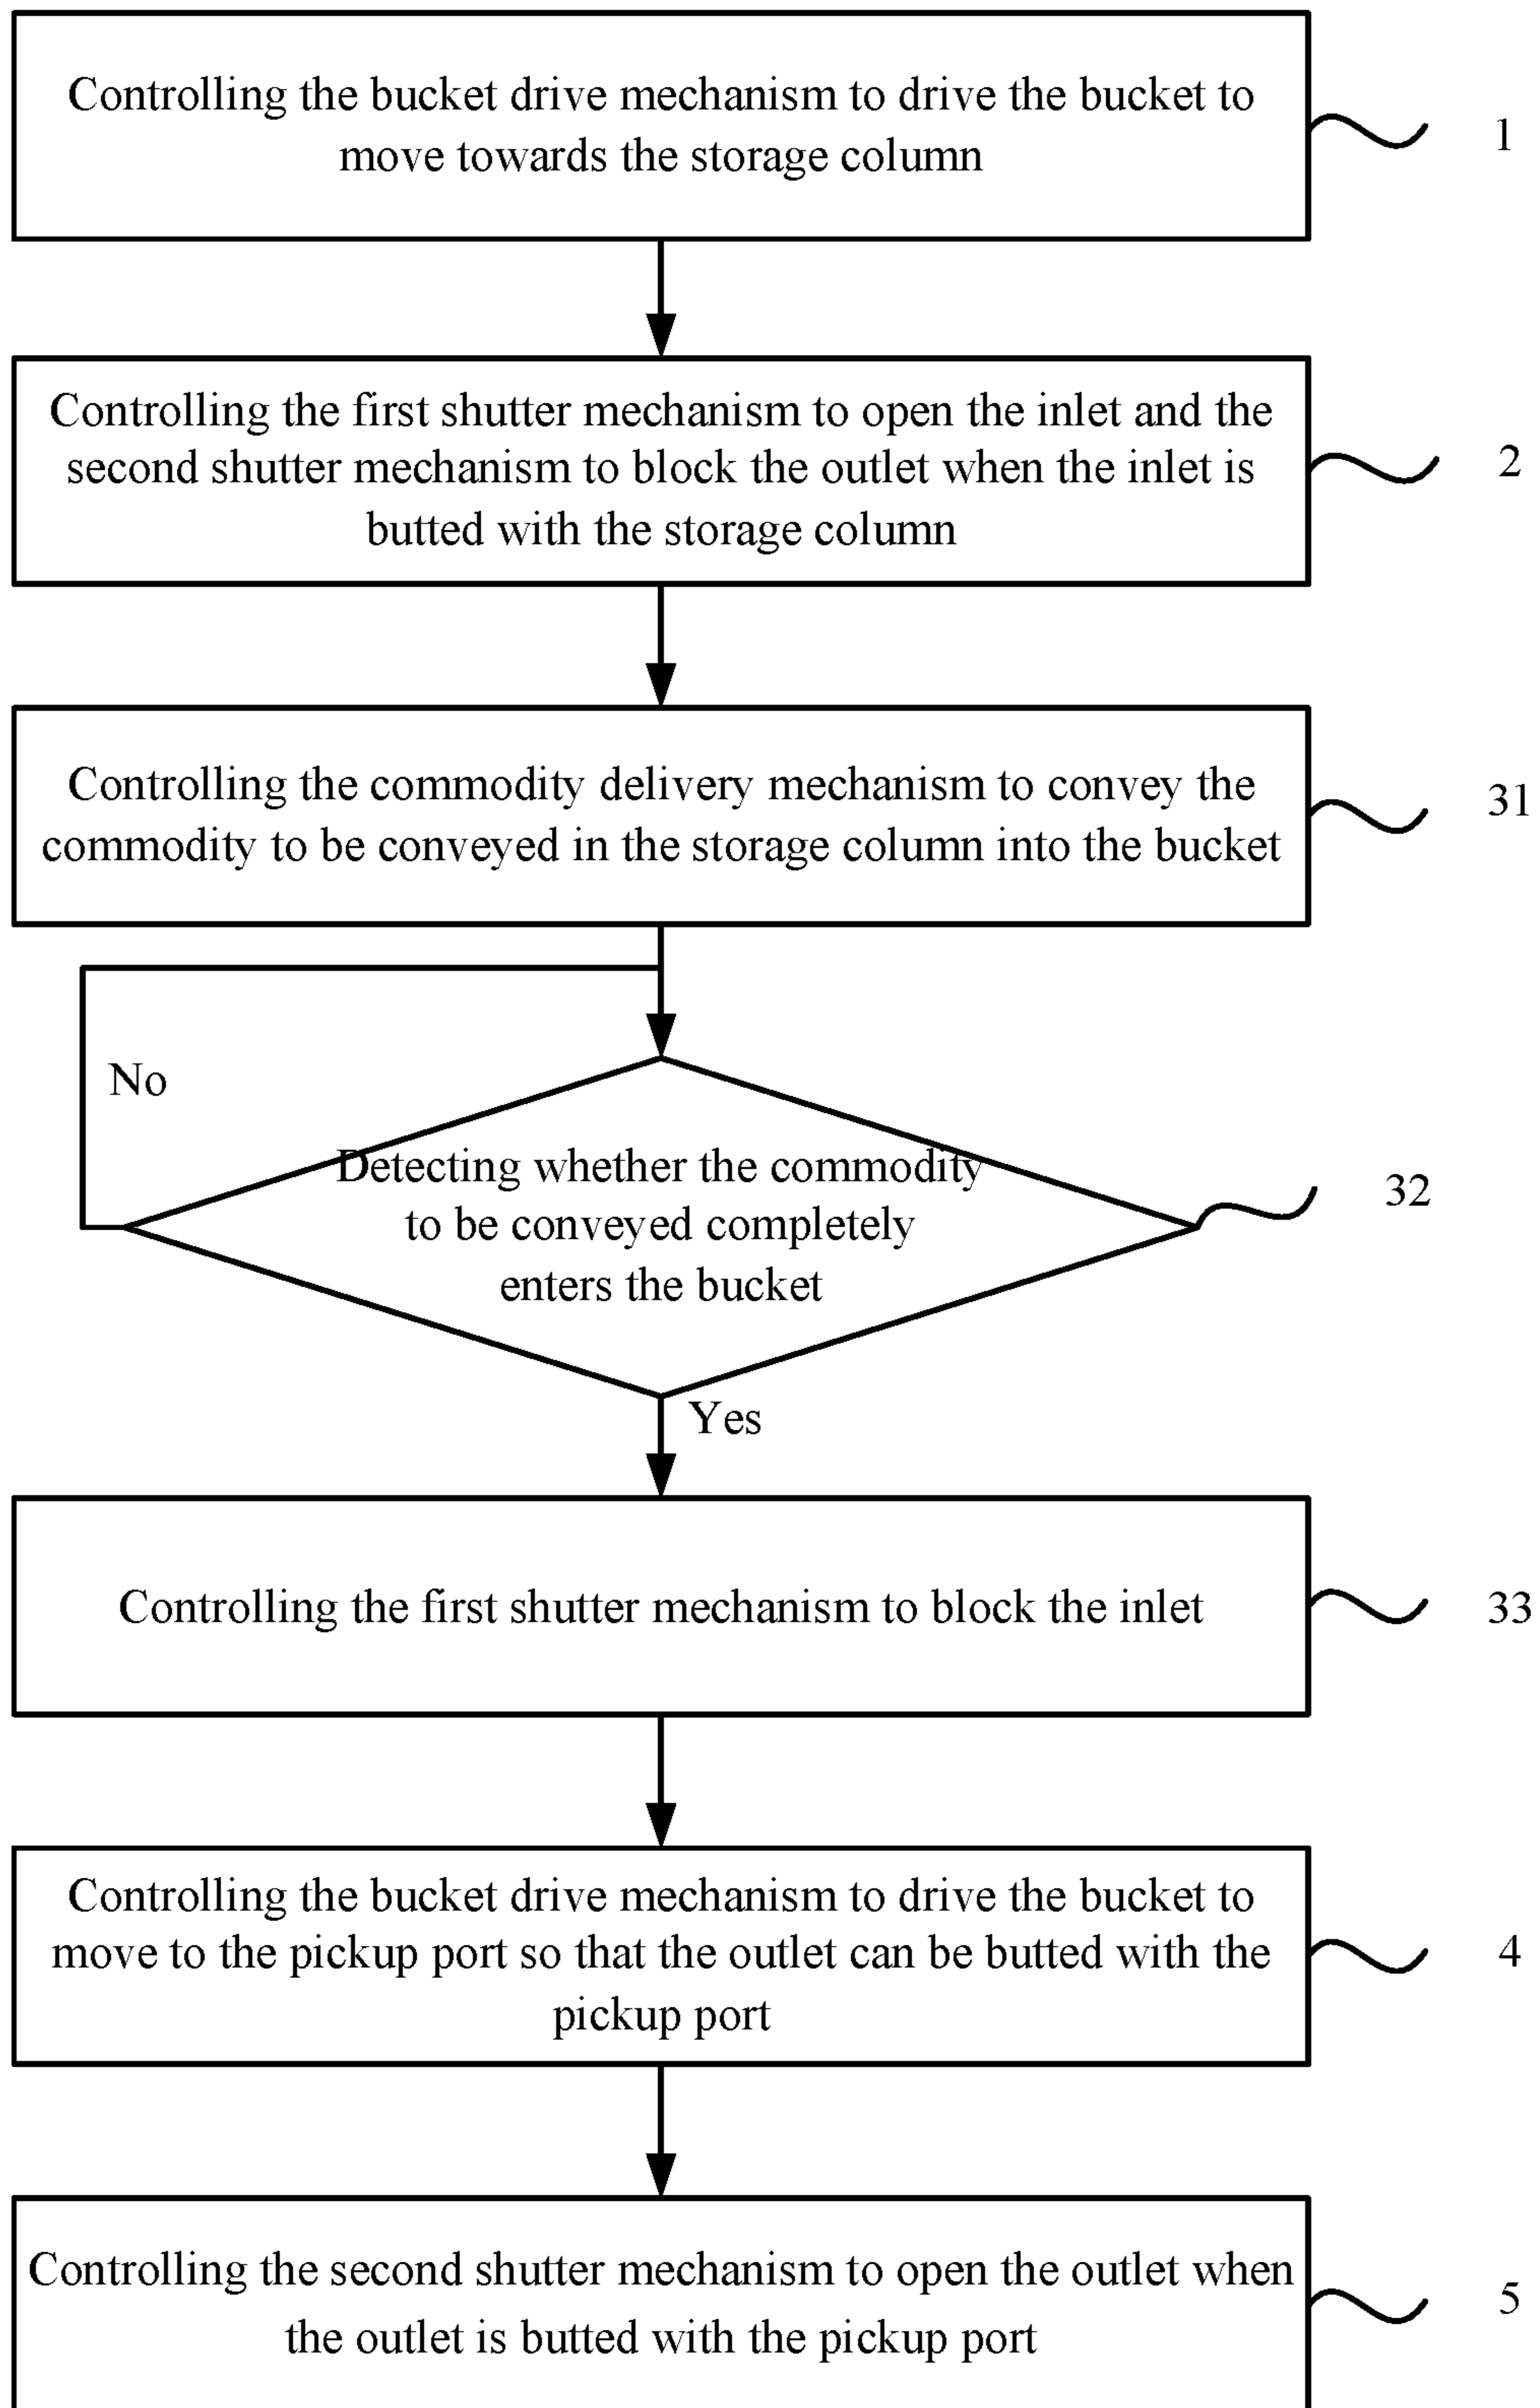 Controlling the bucket drive mechanism to drive the bucket to
move towards the storage column
1
Controlling the first shutter mechanism to open the inlet and the
second shutter mechanism to block the outlet when the inlet is
butted with the storage column
2
Controlling the commodity delivery mechanism to convey the
commodity to be conveyed in the storage column into the bucket
31
No
Detecting whether the commodity
to be conveyed completely
enters the bucket
32
Yes
Controlling the first shutter mechanism to block the inlet
33
Controlling the bucket drive mechanism to drive the bucket to
move to the pickup port so that the outlet can be butted with the
pickup port
4
Controlling the second shutter mechanism to open the outlet when
the outlet is butted with the pickup port
5